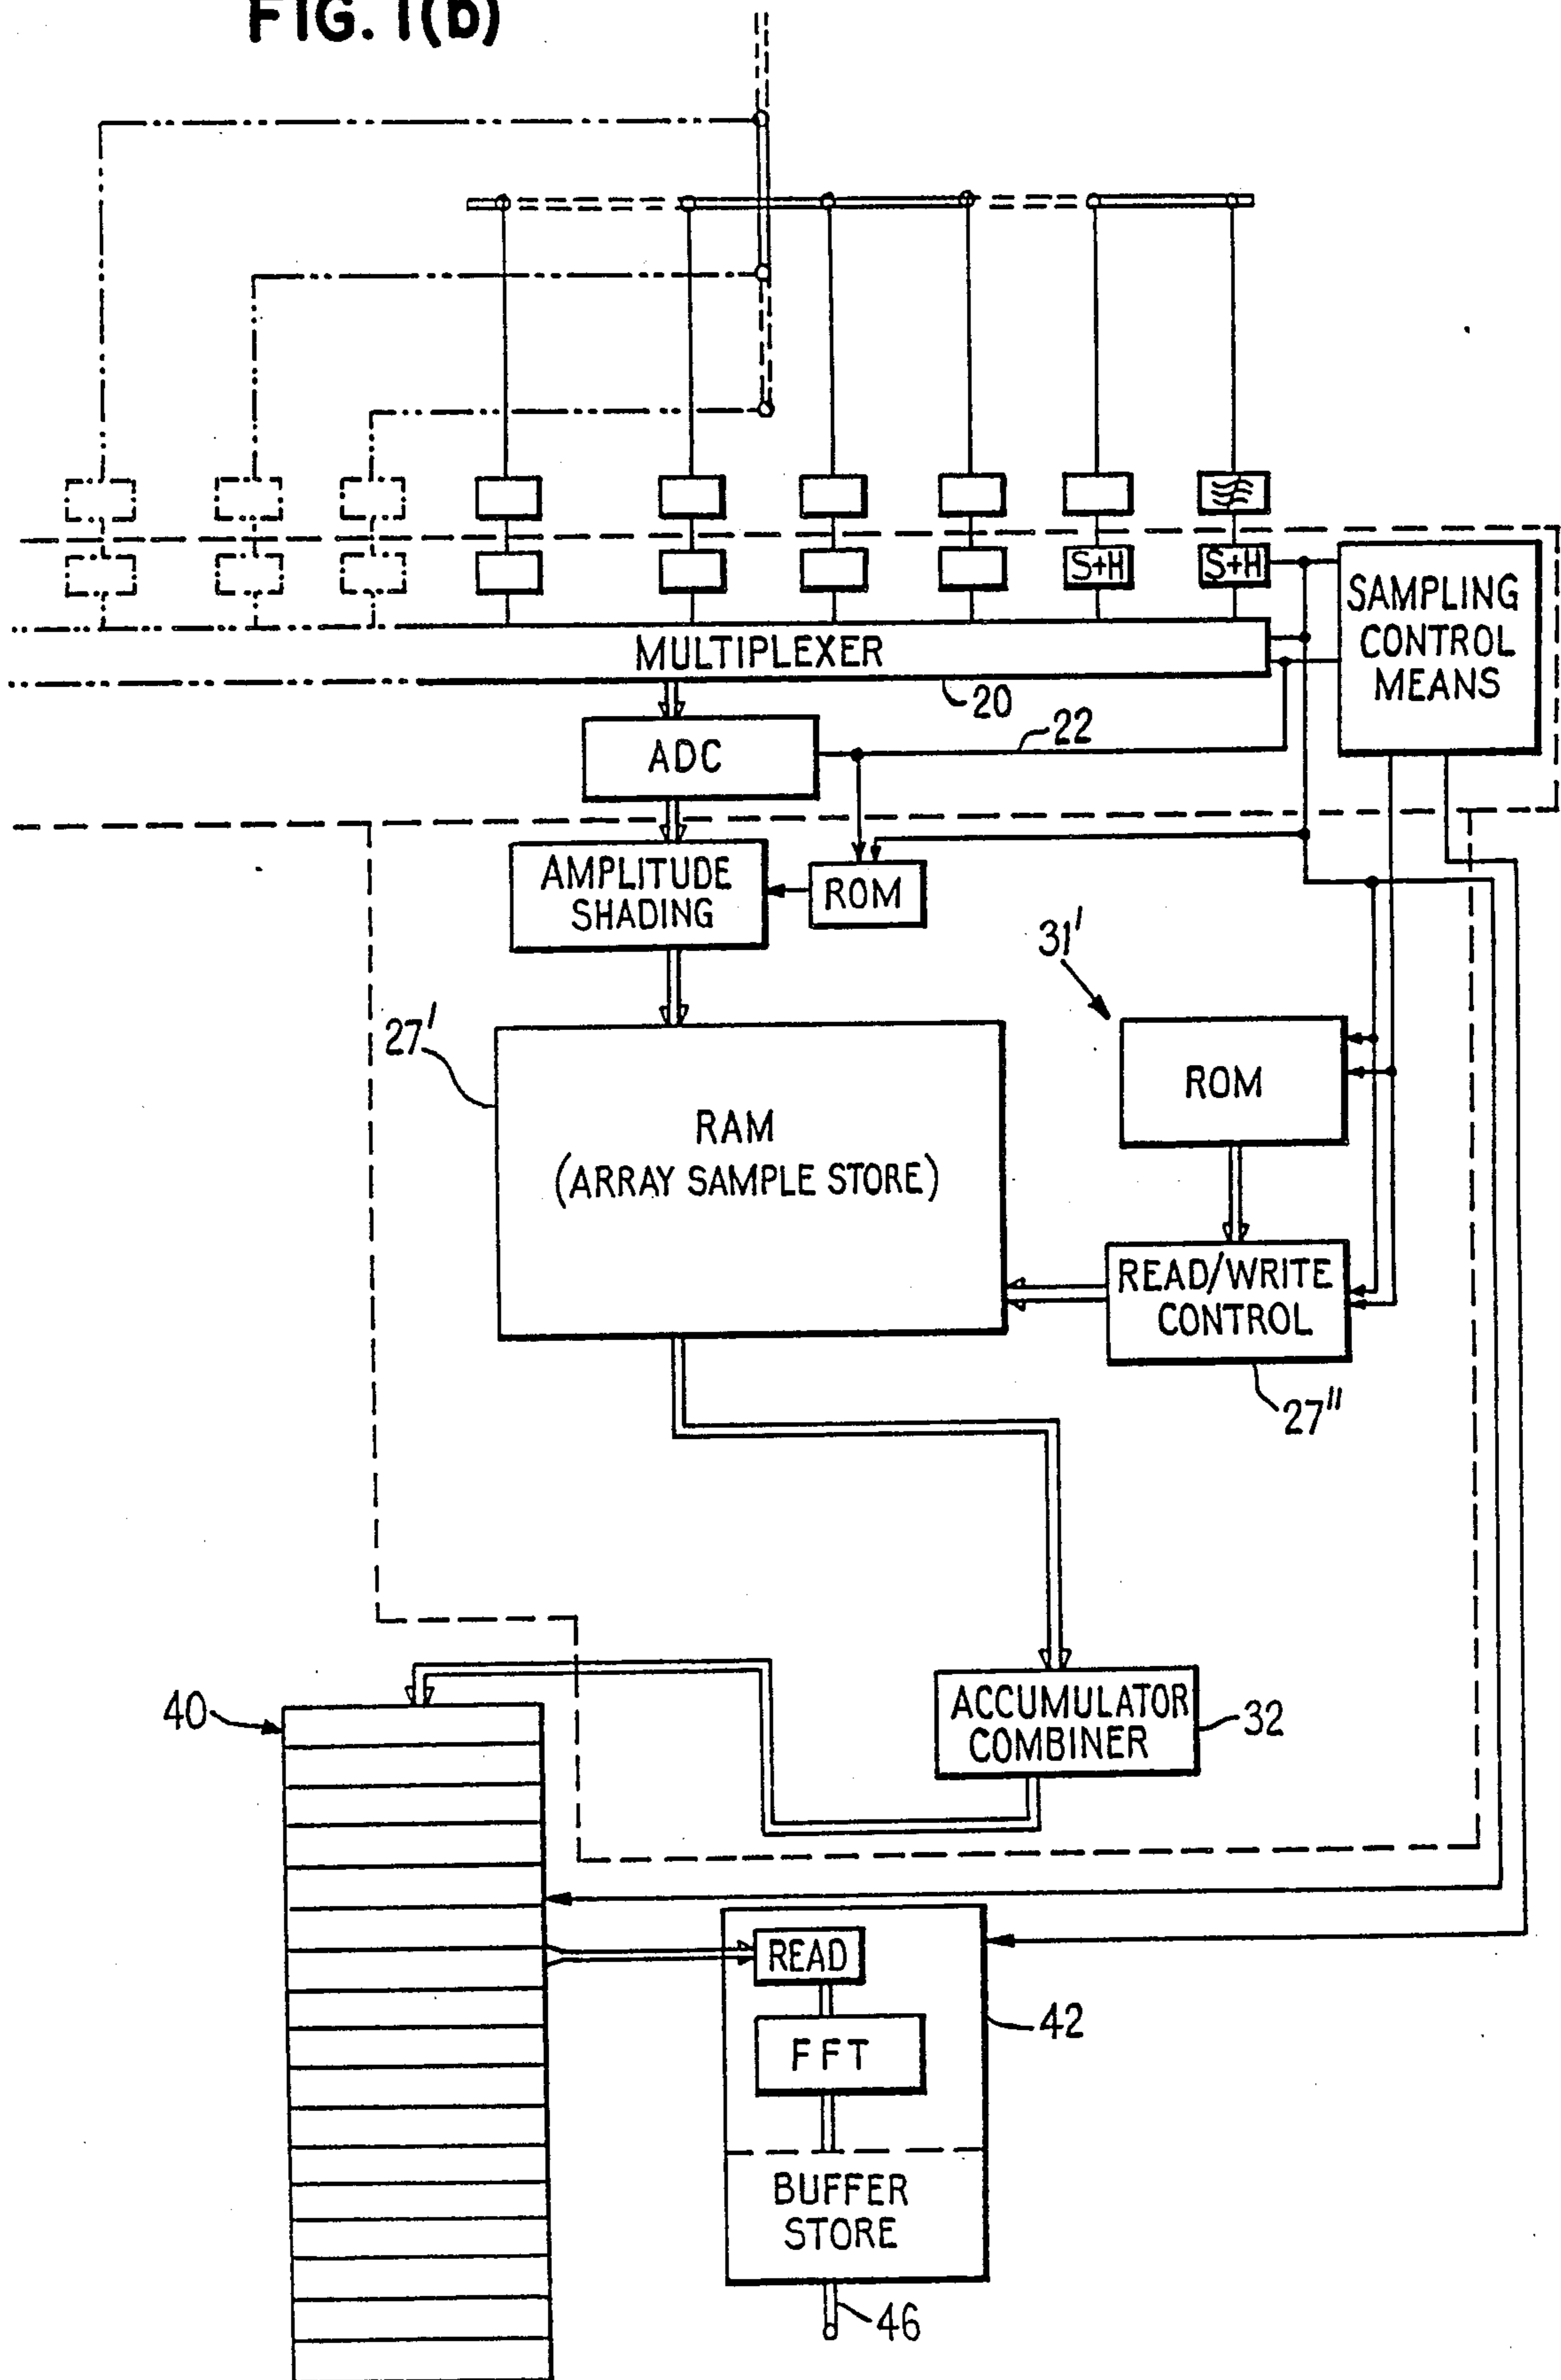 FIG. 1(b)
S+H
S+H
SAMPLING
CONTROL
MEANS
MULTIPLEXER
20
22
ADC
AMPLITUDE
SHADING
ROM
31'
27'
RAM
(ARRAY SAMPLE STORE)
ROM
READ/WRITE
CONTROL
27"
40
ACCUMULATOR
COMBINER
32
READ
42
FFT
BUFFER
STORE
46